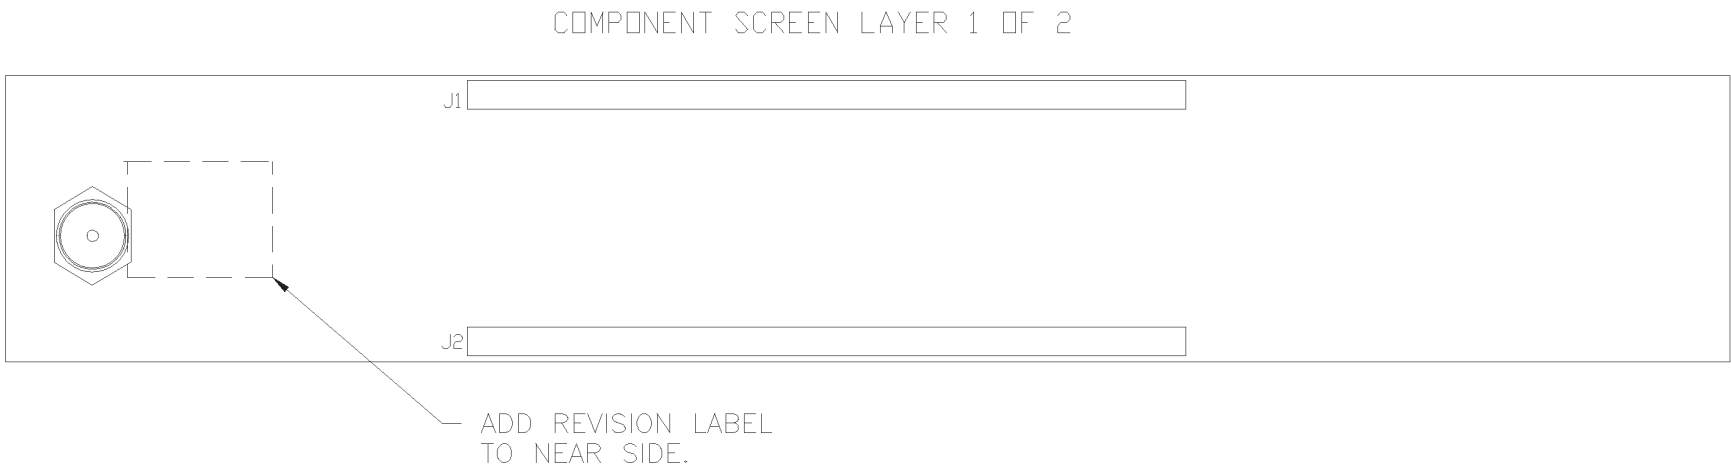 COMPONENT SCREEN LAYER 1 OF 2
J1
J2
ADD REVISION LABEL
TO NEAR SIDE.